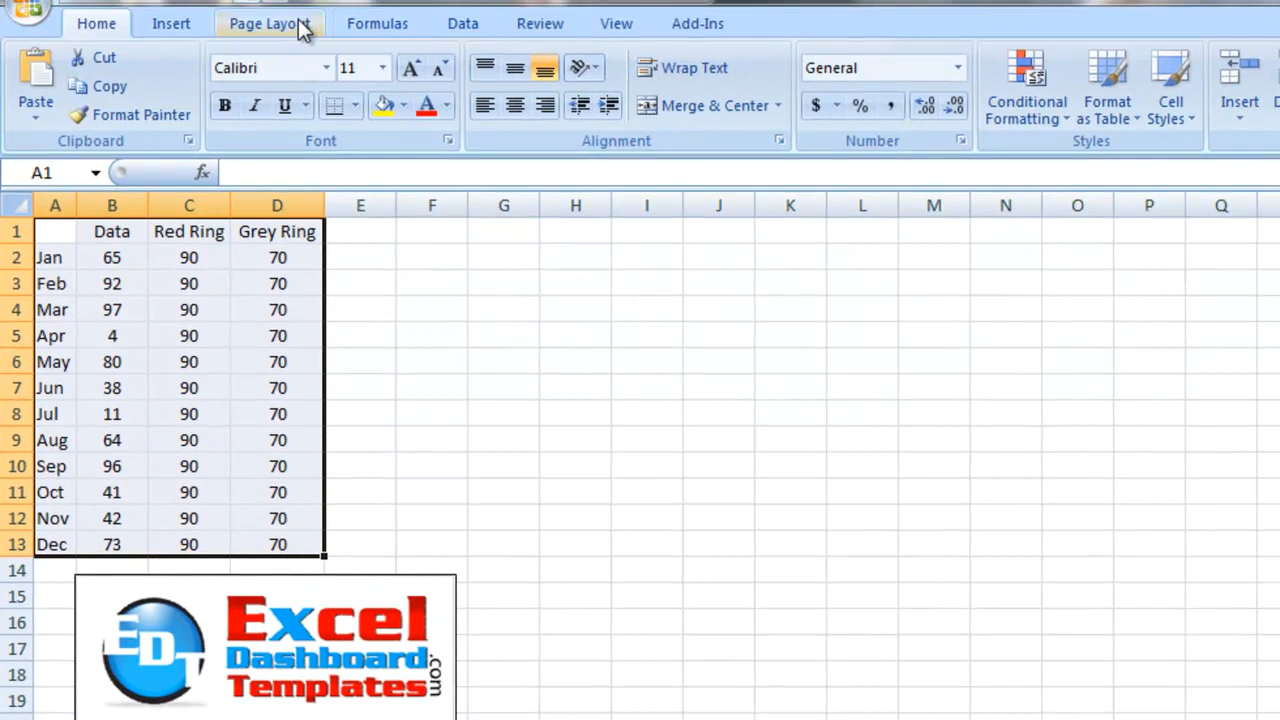 Home Insert Page Layout Formulas Data Review View Add-Ins
Paste Cut Copy Format Painter Clipboard
Calibri 11 A A B I U A Font
Wrap Text Merge & Center Alignment
General $ % , .00 .00 Number
Conditional Formatting Format as Table Cell Styles Styles
Insert
A1 fx
A B C D E F G H I J K L M N O P Q
1 Data Red Ring Grey Ring
2 Jan 65 90 70
3 Feb 92 90 70
4 Mar 97 90 70
5 Apr 4 90 70
6 May 80 90 70
7 Jun 38 90 70
8 Jul 11 90 70
9 Aug 64 90 70
10 Sep 96 90 70
11 Oct 41 90 70
12 Nov 42 90 70
13 Dec 73 90 70
14
15
16
17
18
19
EDT
Excel
Dashboard
Templates
.com